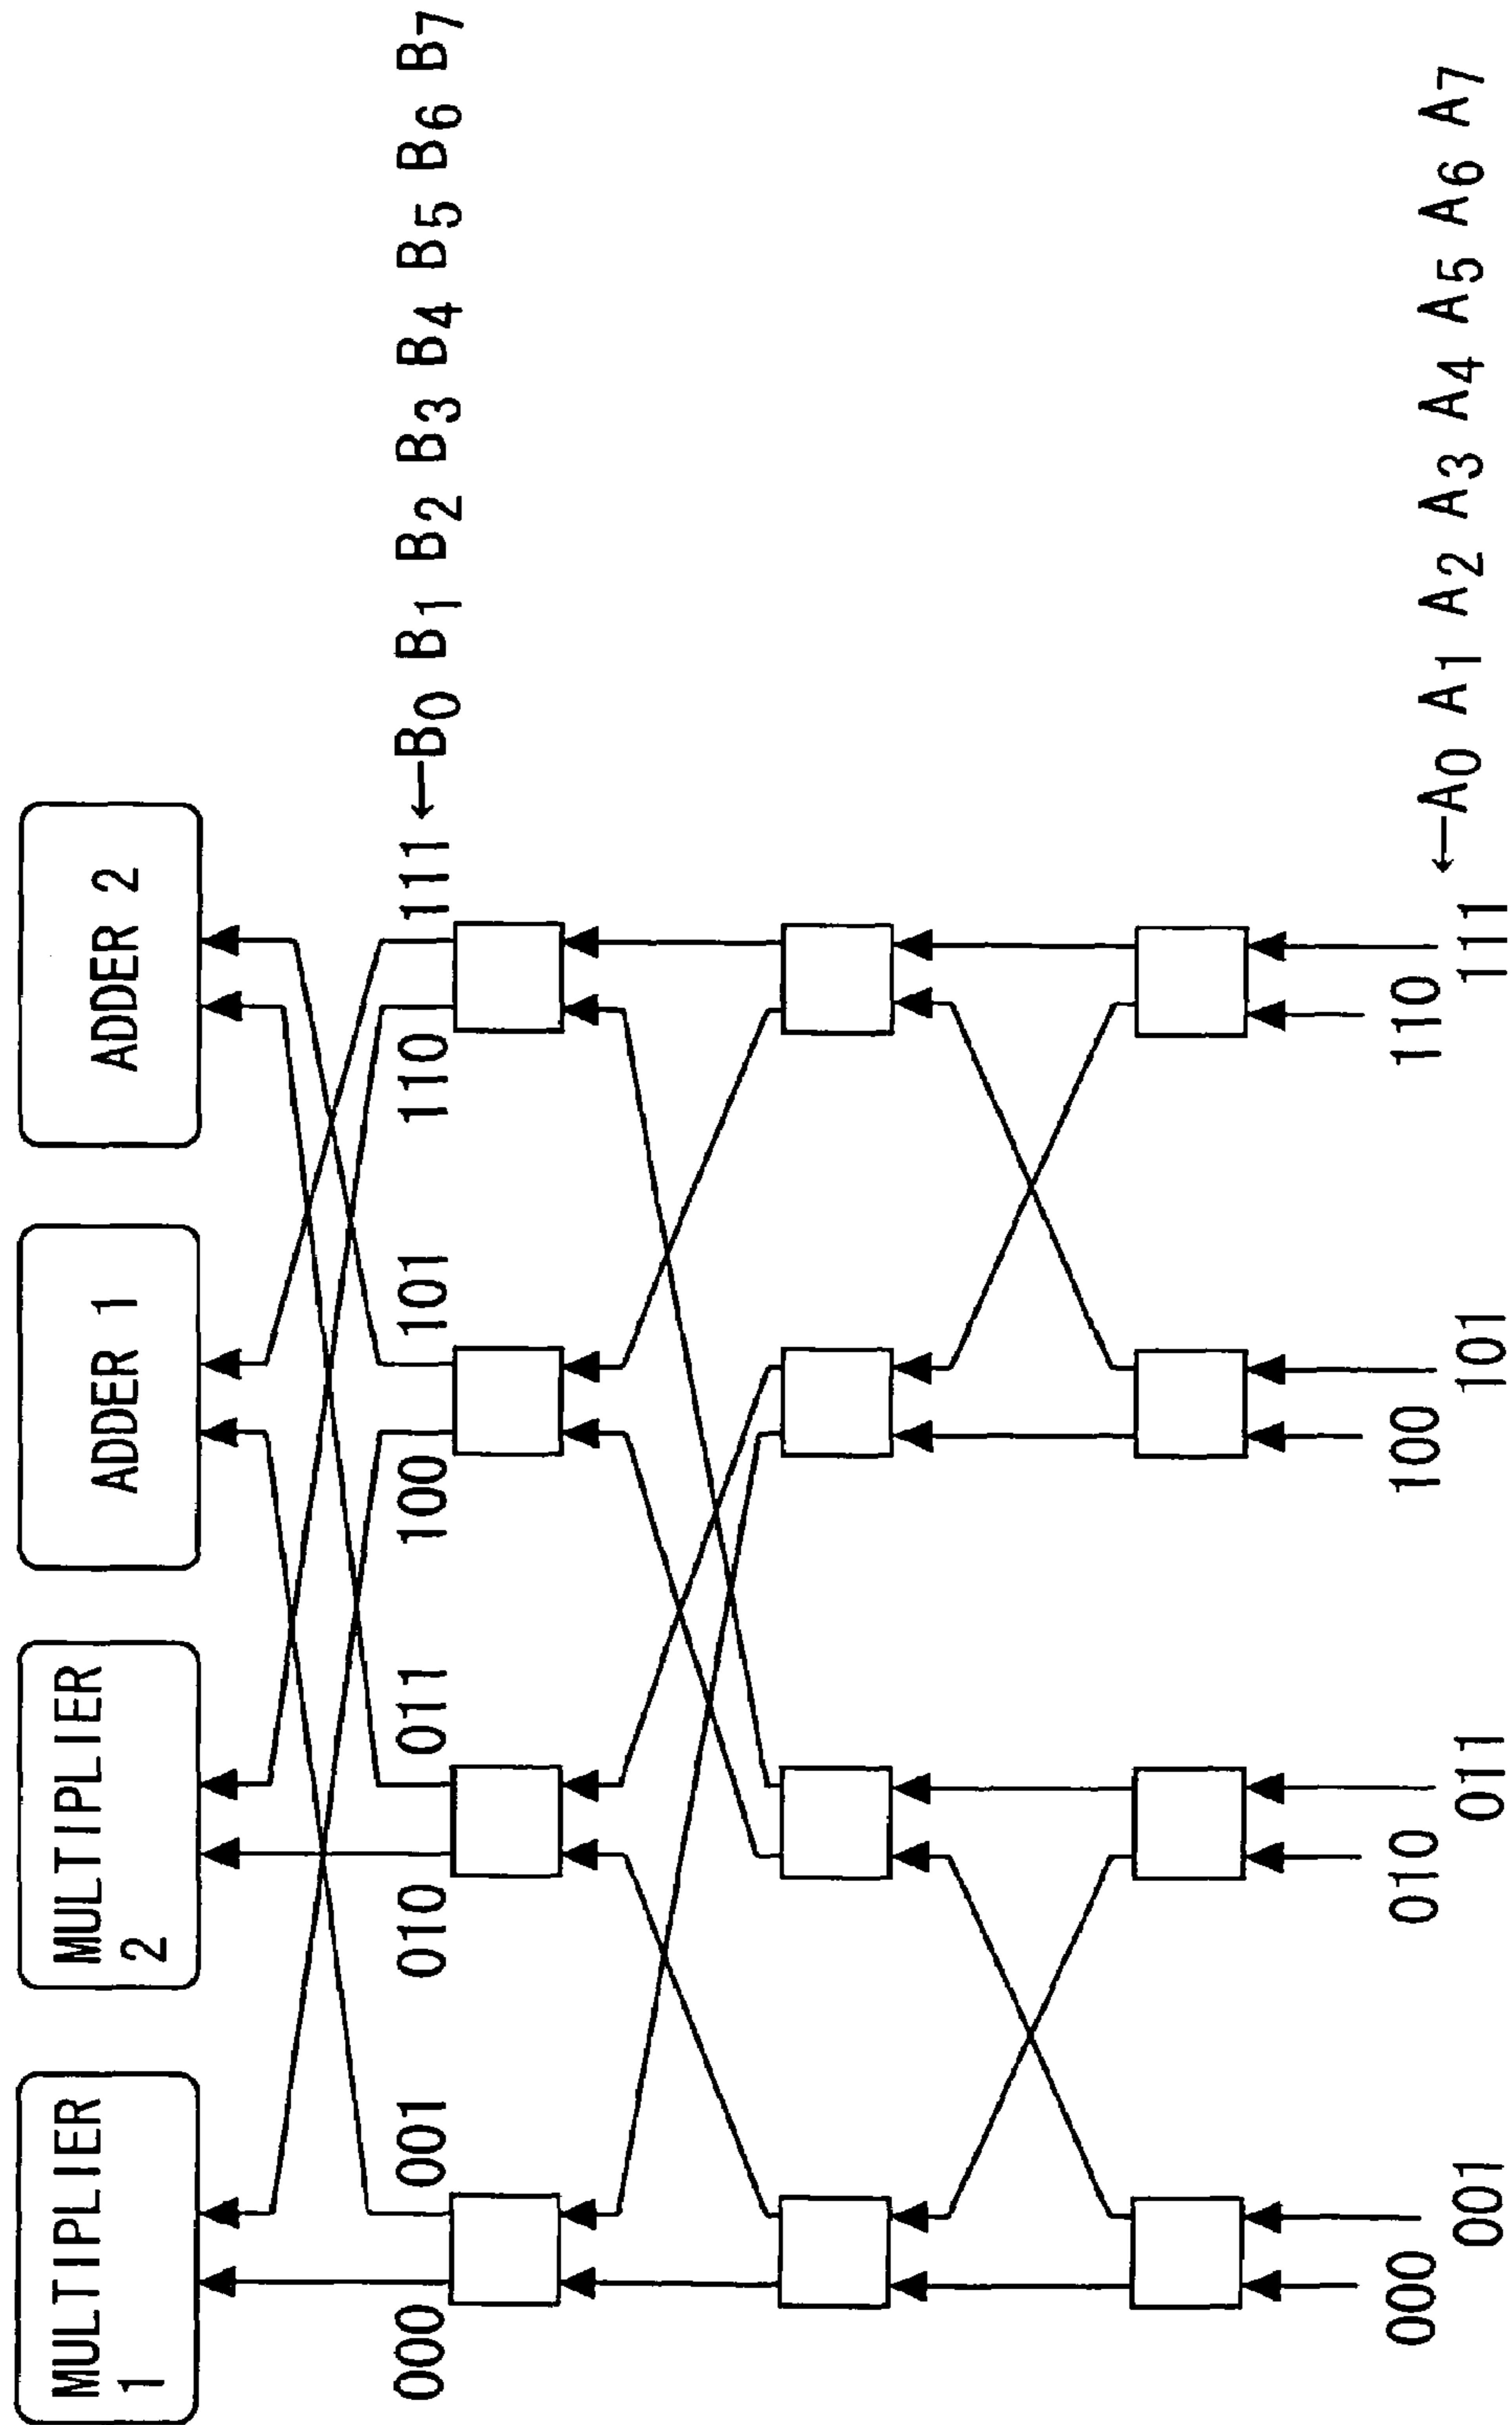 MULTIPLIER
1
MULTIPLIER
2
ADDER 1
ADDER 2
000 001 010 011 100 101 110 111 ←B0 B1 B2 B3 B4 B5 B6 B7
000 010 100 110 ←A0 A1 A2 A3 A4 A5 A6 A7
001 011 101 111